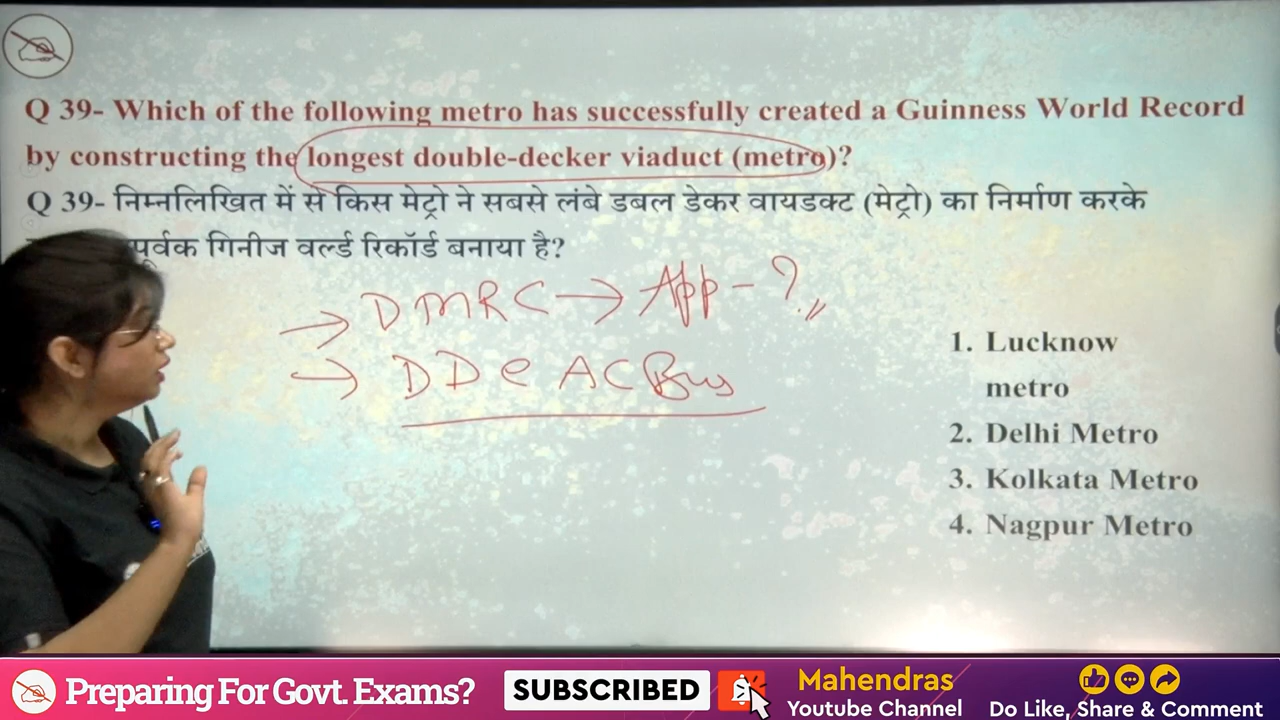 Q 39- Which of the following metro has successfully created a Guinness World Record
by constructing the longest double-decker viaduct (metro)?
Q 39- निम्नलिखित में से किस मेट्रो ने सबसे लंबे डबल डेकर वायडक्ट (मेट्रो) का निर्माण करके
पूर्वक गिनीज वर्ल्ड रिकॉर्ड बनाया है?
→ DMRC → App - ?
→ DDe AC Bus
1. Lucknow
metro
2. Delhi Metro
3. Kolkata Metro
4. Nagpur Metro
Preparing For Govt. Exams?
SUBSCRIBED
Mahendras
Youtube Channel
Do Like, Share & Comment